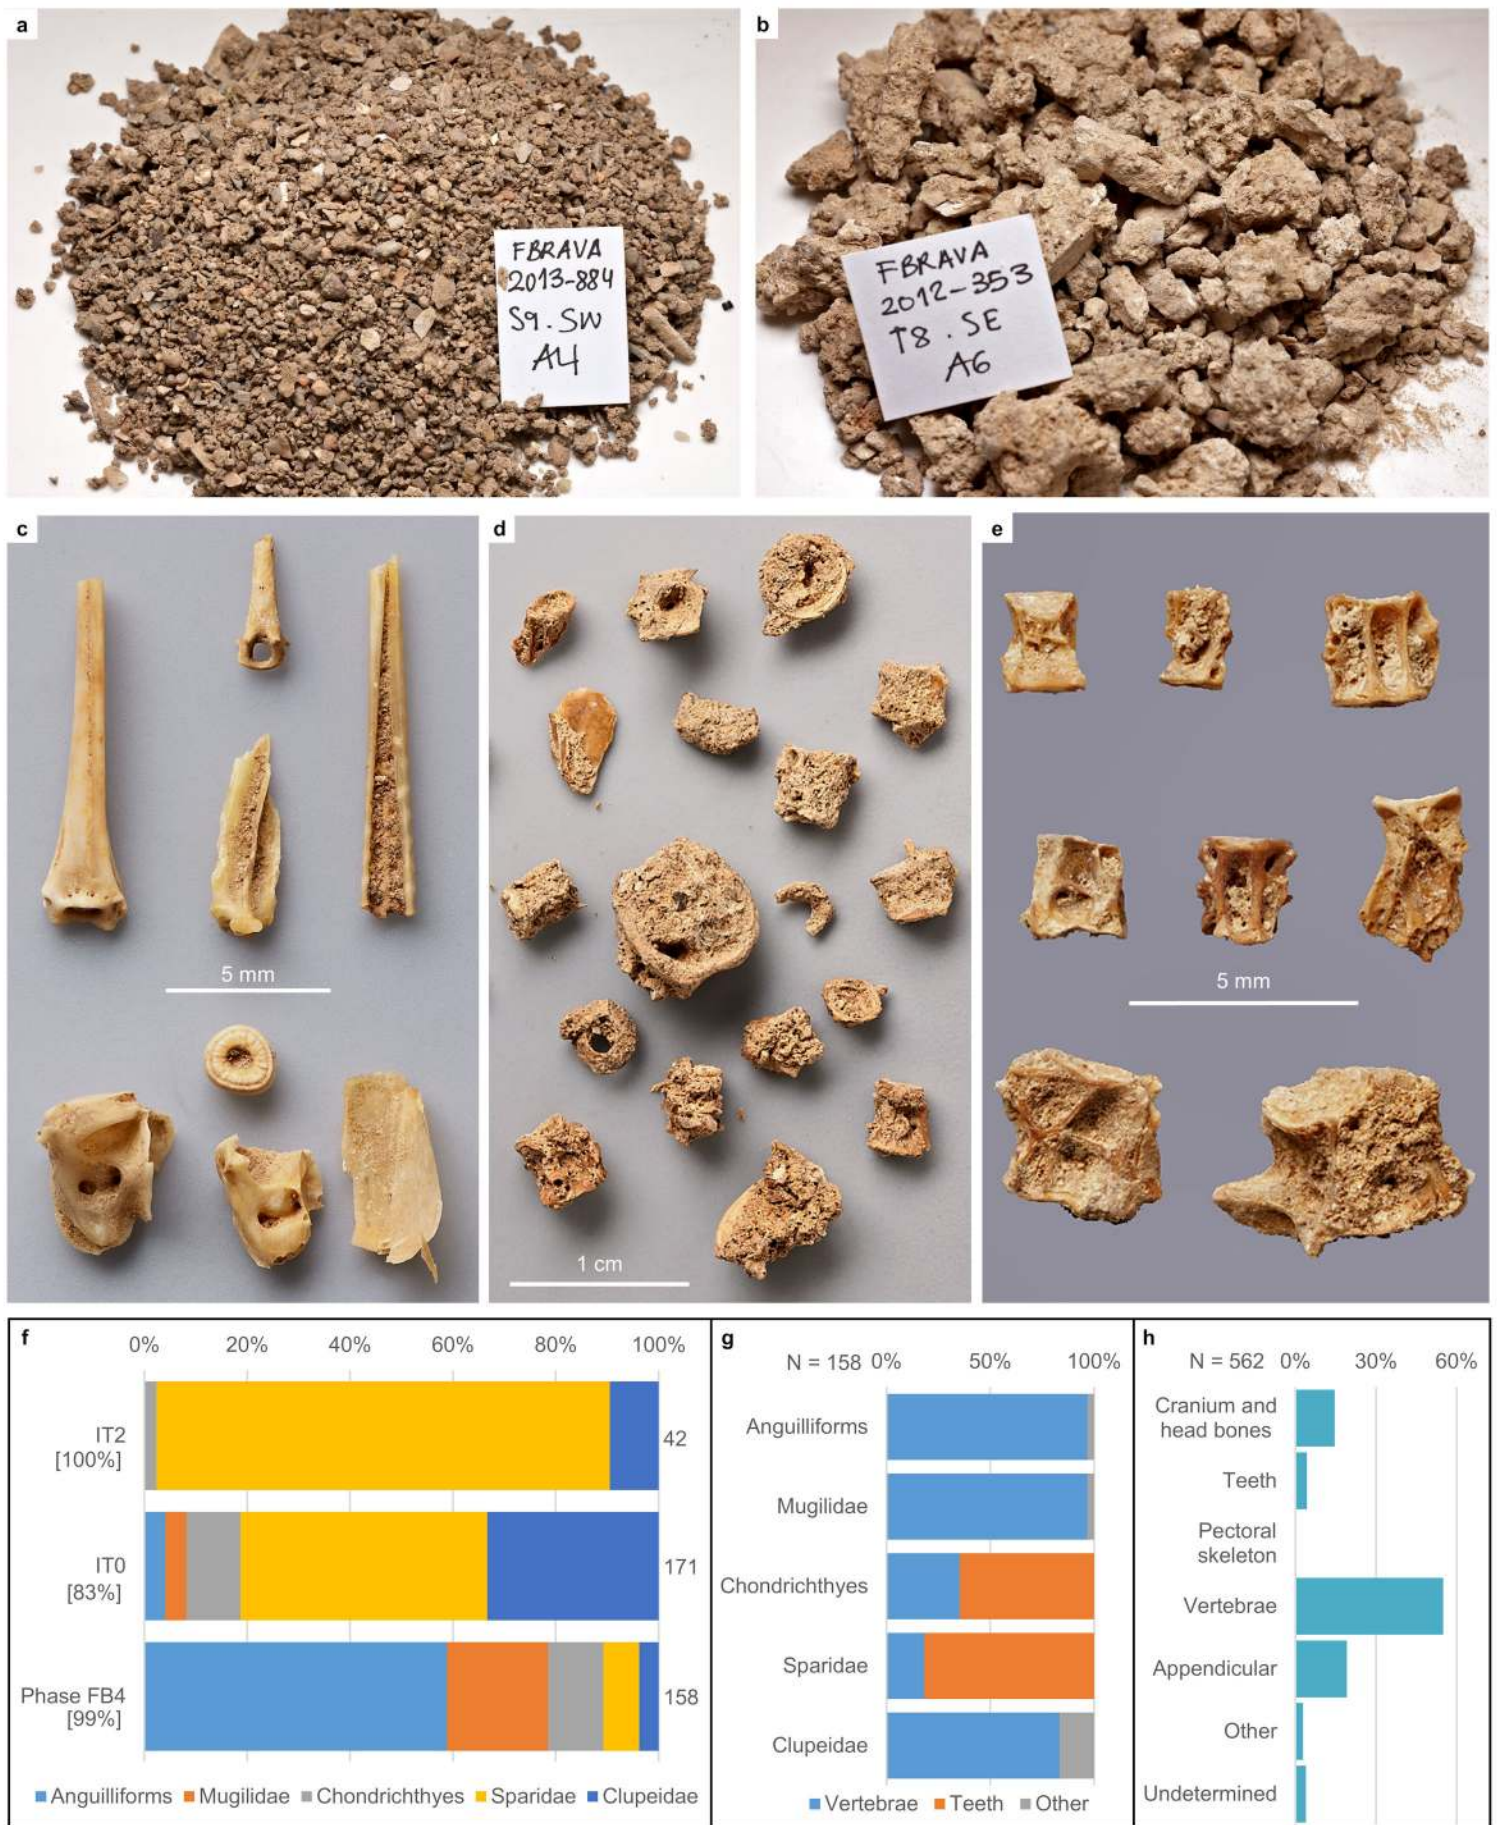 a
FBRAVA
2013-884
S9.SW
A4
b
FBRAVA
2012-353
T8.SE
A6
c
5 mm
d
1 cm
e
5 mm
f
0% 20% 40% 60% 80% 100%
IT2
[100%]
42
IT0
[83%]
171
Phase FB4
[99%]
158
Anguilliforms Mugilidae Chondrichthyes Sparidae Clupeidae
g
N = 158 0% 50% 100%
Anguilliforms
Mugilidae
Chondrichthyes
Sparidae
Clupeidae
Vertebrae Teeth Other
h
N = 562 0% 30% 60%
Cranium and
head bones
Teeth
Pectoral
skeleton
Vertebrae
Appendicular
Other
Undetermined